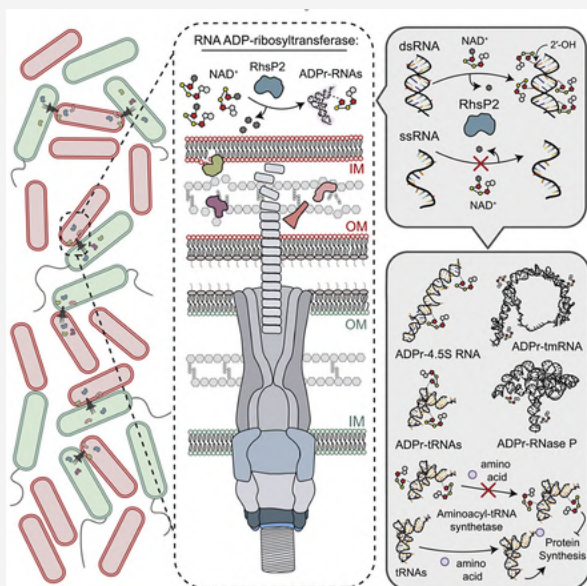 RNA ADP-ribosyltransferase:
NAD⁺
RhsP2
ADPr-RNAs
IM
OM
OM
IM
dsRNA
NAD⁺
2'-OH
RhsP2
ssRNA
NAD⁺
ADPr-4.5S RNA
ADPr-tmRNA
ADPr-tRNAs
ADPr-RNase P
amino
acid
Aminoacyl-tRNA
synthetase
tRNAs
amino
acid
Protein
Synthesis